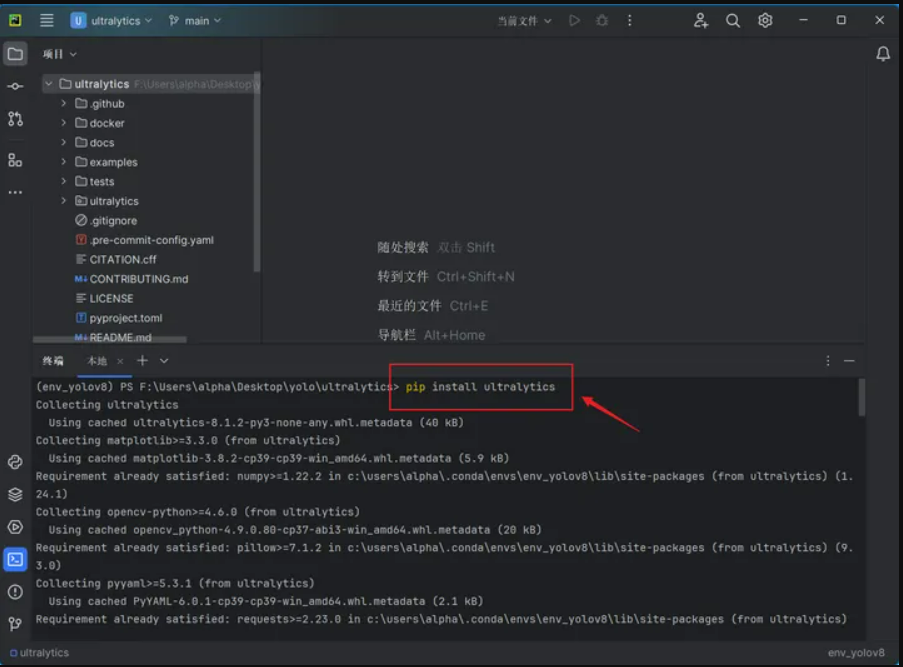 U ultralytics main 当前文件
项目
ultralytics F:\Users\alpha\Desktop\y
.github
docker
docs
examples
tests
ultralytics
.gitignore
.pre-commit-config.yaml
CITATION.cff
M↓ CONTRIBUTING.md
LICENSE
pyproject.toml
M↓ README.md
随处搜索 双击 Shift
转到文件 Ctrl+Shift+N
最近的文件 Ctrl+E
导航栏 Alt+Home
终端 本地
(env_yolov8) PS F:\Users\alpha\Desktop\yolo\ultralytics> pip install ultralytics
Collecting ultralytics
Using cached ultralytics-8.1.2-py3-none-any.whl.metadata (40 kB)
Collecting matplotlib>=3.3.0 (from ultralytics)
Using cached matplotlib-3.8.2-cp39-cp39-win_amd64.whl.metadata (5.9 kB)
Requirement already satisfied: numpy>=1.22.2 in c:\users\alpha\.conda\envs\env_yolov8\lib\site-packages (from ultralytics) (1.
24.1)
Collecting opencv-python>=4.6.0 (from ultralytics)
Using cached opencv_python-4.9.0.80-cp37-abi3-win_amd64.whl.metadata (20 kB)
Requirement already satisfied: pillow>=7.1.2 in c:\users\alpha\.conda\envs\env_yolov8\lib\site-packages (from ultralytics) (9.
3.0)
Collecting pyyaml>=5.3.1 (from ultralytics)
Using cached PyYAML-6.0.1-cp39-cp39-win_amd64.whl.metadata (2.1 kB)
Requirement already satisfied: requests>=2.23.0 in c:\users\alpha\.conda\envs\env_yolov8\lib\site-packages (from ultralytics)
ultralytics env_yolov8